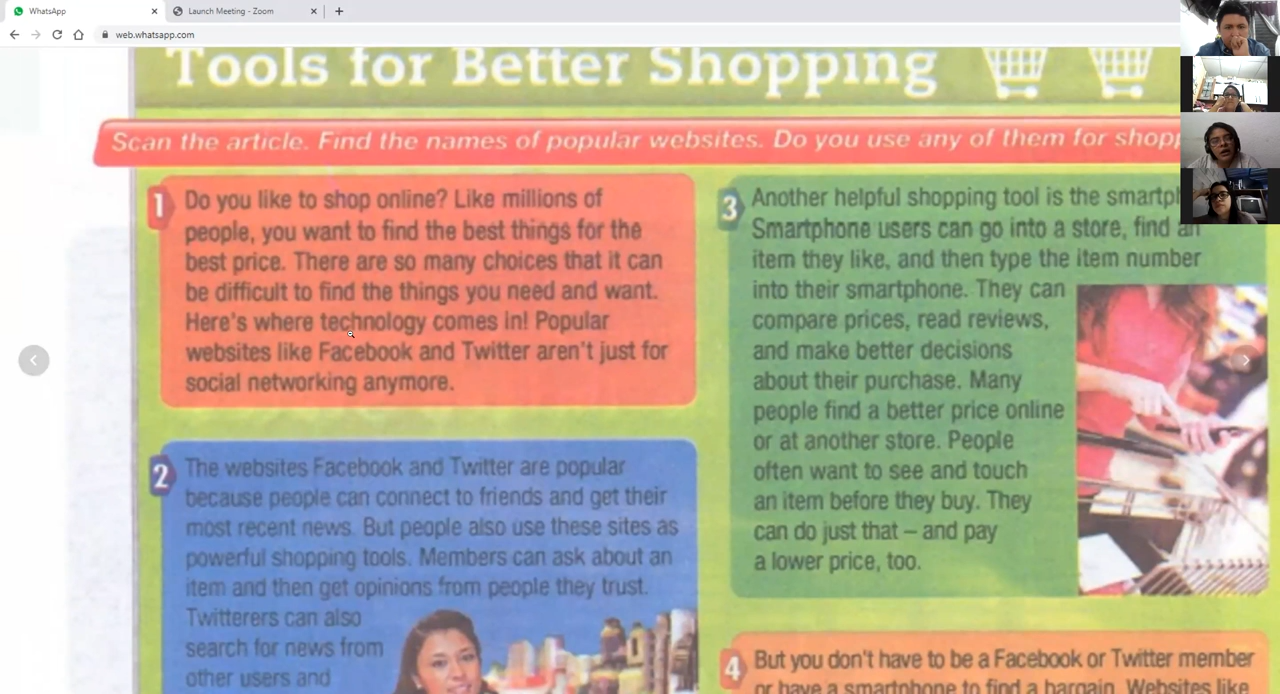 WhatsApp
Launch Meeting - Zoom
web.whatsapp.com
Tools for Better Shopping
Scan the article. Find the names of popular websites. Do you use any of them for
1
Do you like to shop online? Like millions of
people, you want to find the best things for the
best price. There are so many choices that it can
be difficult to find the things you need and want.
Here's where technology comes in! Popular
websites like Facebook and Twitter aren't just for
social networking anymore.
2
The websites Facebook and Twitter are popular
because people can connect to friends and get their
most recent news. But people also use these sites as
powerful shopping tools. Members can ask about an
item and then get opinions from people they trust.
Twitterers can also
search for news from
other users and
3
Another helpful shopping tool is the
Smartphone users can go into a store, find an
item they like, and then type the item number
into their smartphone. They can
compare prices, read reviews,
and make better decisions
about their purchase. Many
people find a better price online
or at another store. People
often want to see and touch
an item before they buy. They
can do just that – and pay
a lower price, too.
4
But you don't have to be a Facebook or Twitter member
or have a smartphone to find a bargain. Websites like